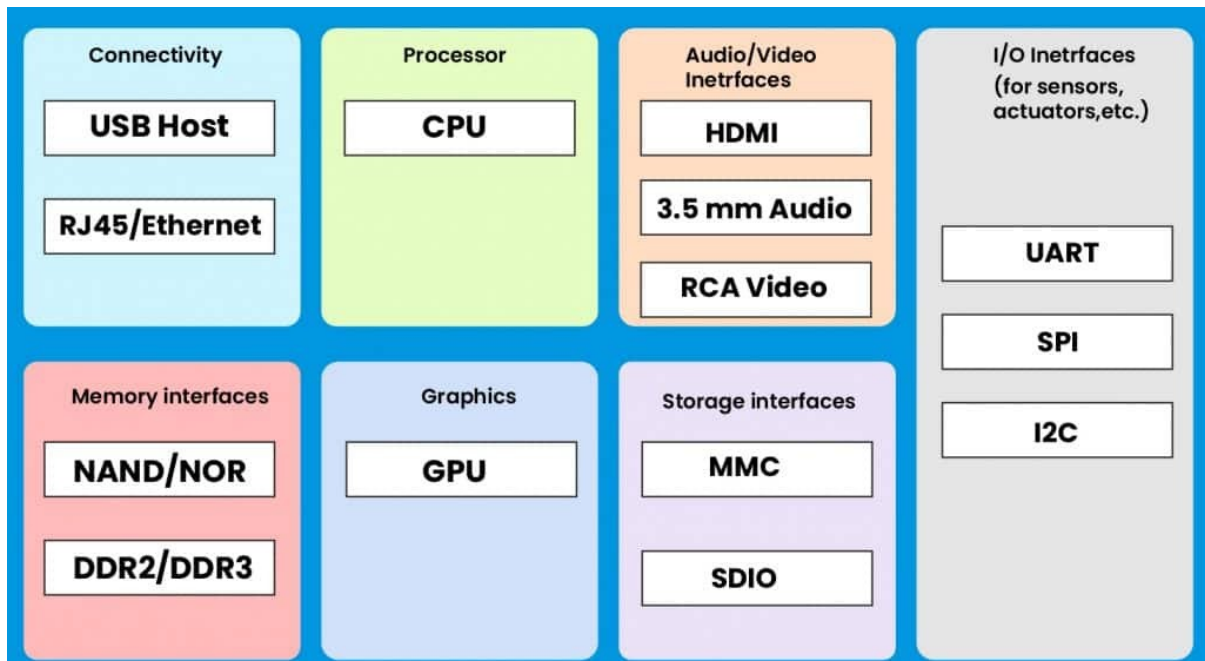 Connectivity
USB Host
RJ45/Ethernet
Processor
CPU
Audio/Video
Inetrfaces
HDMI
3.5 mm Audio
RCA Video
I/O Inetrfaces
(for sensors,
actuators,etc.)
UART
SPI
I2C
Memory interfaces
NAND/NOR
DDR2/DDR3
Graphics
GPU
Storage interfaces
MMC
SDIO